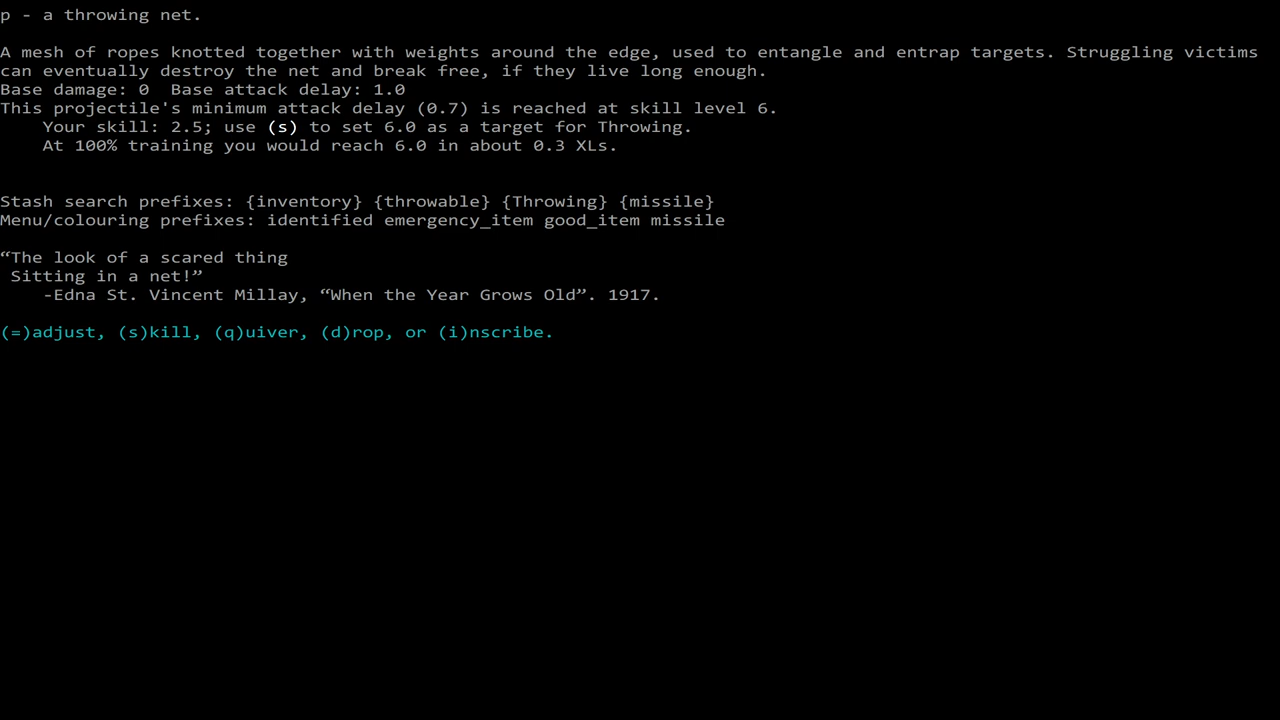 p - a throwing net.
A mesh of ropes knotted together with weights around the edge, used to entangle and entrap targets. Struggling victims
can eventually destroy the net and break free, if they live long enough.
Base damage: 0  Base attack delay: 1.0
This projectile's minimum attack delay (0.7) is reached at skill level 6.
Your skill: 2.5; use (s) to set 6.0 as a target for Throwing.
At 100% training you would reach 6.0 in about 0.3 XLs.
Stash search prefixes: {inventory} {throwable} {Throwing} {missile}
Menu/colouring prefixes: identified emergency_item good_item missile
“The look of a scared thing
Sitting in a net!”
-Edna St. Vincent Millay, “When the Year Grows Old”. 1917.
(=)adjust, (s)kill, (q)uiver, (d)rop, or (i)nscribe.